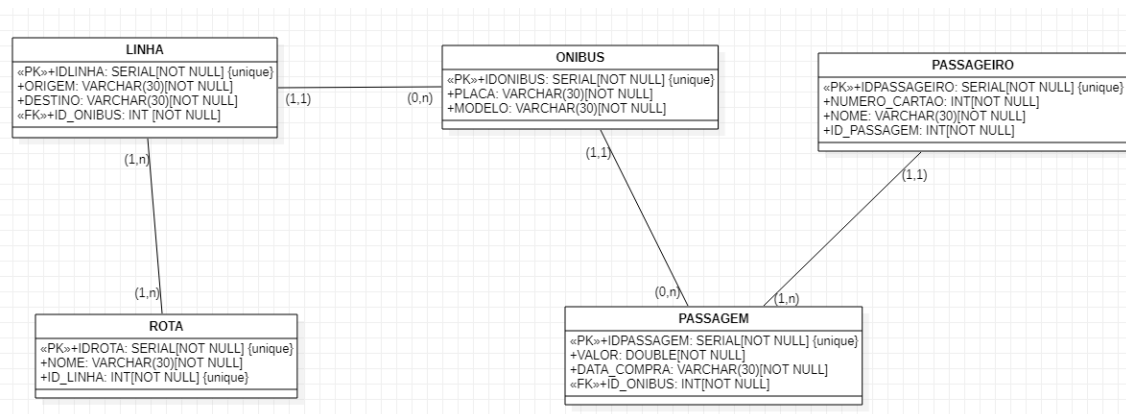 LINHA
«PK»+IDLINHA: SERIAL[NOT NULL] {unique}
+ORIGEM: VARCHAR(30)[NOT NULL]
+DESTINO: VARCHAR(30)[NOT NULL]
«FK»+ID_ONIBUS: INT [NOT NULL]
(1,1)
(0,n)
ONIBUS
«PK»+IDONIBUS: SERIAL[NOT NULL] {unique}
+PLACA: VARCHAR(30)[NOT NULL]
+MODELO: VARCHAR(30)[NOT NULL]
PASSAGEIRO
«PK»+IDPASSAGEIRO: SERIAL[NOT NULL] {unique}
+NUMERO_CARTAO: INT[NOT NULL]
+NOME: VARCHAR(30)[NOT NULL]
+ID_PASSAGEM: INT[NOT NULL]
(1,n)
(1,1)
(1,1)
(1,n)
(0,n)
(1,n)
ROTA
«PK»+IDROTA: SERIAL[NOT NULL] {unique}
+NOME: VARCHAR(30)[NOT NULL]
+ID_LINHA: INT[NOT NULL] {unique}
PASSAGEM
«PK»+IDPASSAGEM: SERIAL[NOT NULL] {unique}
+VALOR: DOUBLE[NOT NULL]
+DATA_COMPRA: VARCHAR(30)[NOT NULL]
«FK»+ID_ONIBUS: INT[NOT NULL]